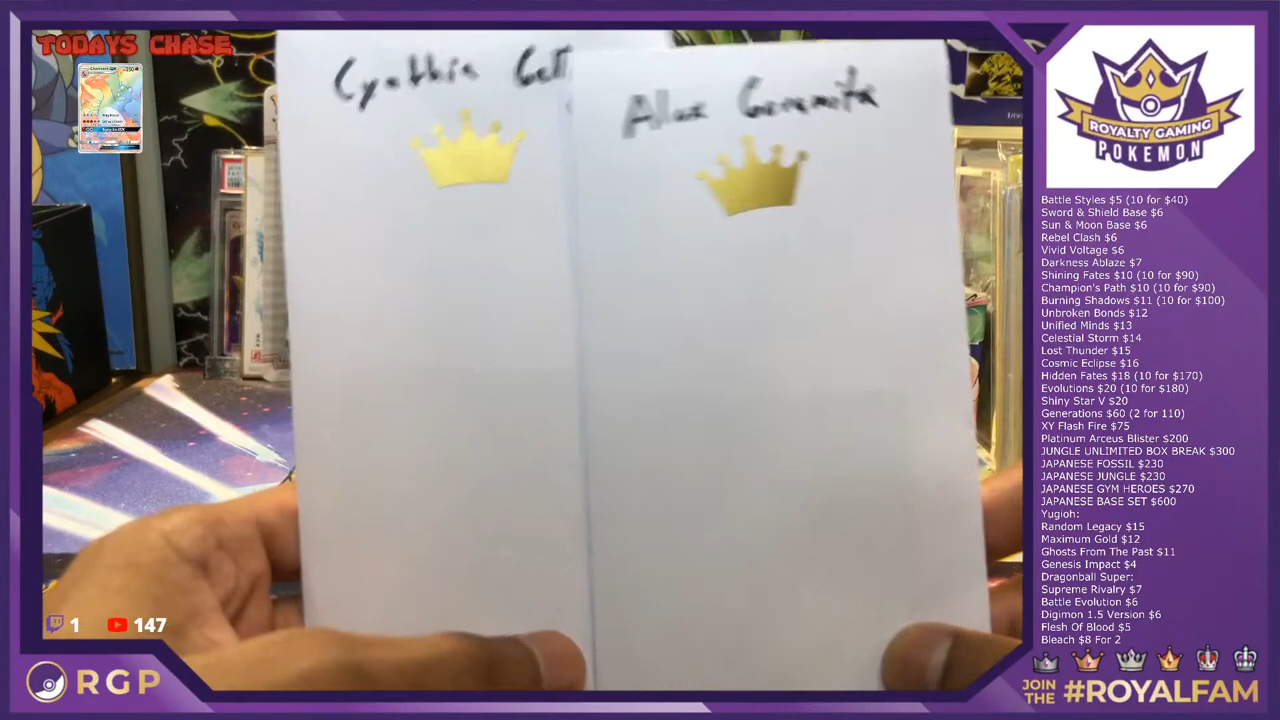 TODAYS CHASE
Cynthia
Alex
ROYALTY GAMING
POKEMON
Battle Styles $5 (10 for $40)
Sword & Shield Base $6
Sun & Moon Base $6
Rebel Clash $6
Vivid Voltage $6
Darkness Ablaze $7
Shining Fates $10 (10 for $90)
Champion's Path $10 (10 for $90)
Burning Shadows $11 (10 for $100)
Unbroken Bonds $12
Unified Minds $13
Celestial Storm $14
Lost Thunder $15
Cosmic Eclipse $16
Hidden Fates $18 (10 for $170)
Evolutions $20 (10 for $180)
Shiny Star V $20
Generations $60 (2 for 110)
XY Flash Fire $75
Platinum Arceus Blister $200
JUNGLE UNLIMITED BOX BREAK $300
JAPANESE FOSSIL $230
JAPANESE JUNGLE $230
JAPANESE GYM HEROES $270
JAPANESE BASE SET $600
Yugioh:
Random Legacy $15
Maximum Gold $12
Ghosts From The Past $11
Genesis Impact $4
Dragonball Super:
Supreme Rivalry $7
Battle Evolution $6
Digimon 1.5 Version $6
Flesh Of Blood $5
Bleach $8 For 2
1 147
RGP
JOIN THE #ROYALFAM